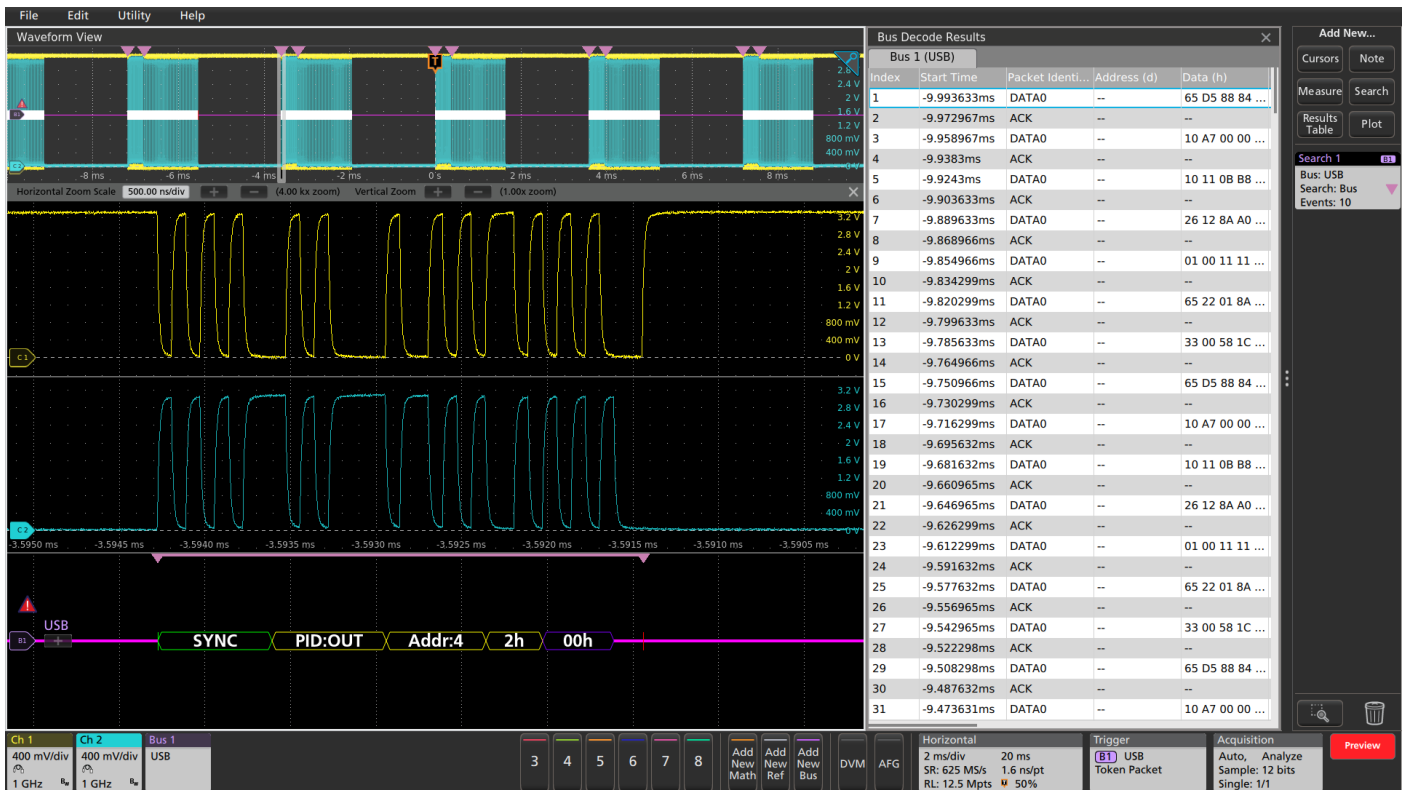 File Edit Utility Help
Waveform View
2.8 V
2.4 V
2 V
1.6 V
1.2 V
800 mV
400 mV
0 V
T
B1
C2
-8 ms -6 ms -4 ms -2 ms 0 s 2 ms 4 ms 6 ms 8 ms
Horizontal Zoom Scale 500.00 ns/div + — (4.00 kx zoom) Vertical Zoom + — (1.00x zoom)
3.2 V
2.8 V
2.4 V
2 V
1.6 V
1.2 V
800 mV
400 mV
C1 0 V
3.2 V
2.8 V
2.4 V
2 V
1.6 V
1.2 V
800 mV
400 mV
C2 0 V
-3.5950 ms -3.5945 ms -3.5940 ms -3.5935 ms -3.5930 ms -3.5925 ms -3.5920 ms -3.5915 ms -3.5910 ms -3.5905 ms
USB
B1 + SYNC PID:OUT Addr:4 2h 00h
Bus Decode Results
Bus 1 (USB)
Index Start Time Packet Identi... Address (d) Data (h)
1 -9.993633ms DATA0 -- 65 D5 88 84 ...
2 -9.972967ms ACK -- --
3 -9.958967ms DATA0 -- 10 A7 00 00 ...
4 -9.9383ms ACK -- --
5 -9.9243ms DATA0 -- 10 11 0B B8 ...
6 -9.903633ms ACK -- --
7 -9.889633ms DATA0 -- 26 12 8A A0 ...
8 -9.868966ms ACK -- --
9 -9.854966ms DATA0 -- 01 00 11 11 ...
10 -9.834299ms ACK -- --
11 -9.820299ms DATA0 -- 65 22 01 8A ...
12 -9.799633ms ACK -- --
13 -9.785633ms DATA0 -- 33 00 58 1C ...
14 -9.764966ms ACK -- --
15 -9.750966ms DATA0 -- 65 D5 88 84 ...
16 -9.730299ms ACK -- --
17 -9.716299ms DATA0 -- 10 A7 00 00 ...
18 -9.695632ms ACK -- --
19 -9.681632ms DATA0 -- 10 11 0B B8 ...
20 -9.660965ms ACK -- --
21 -9.646965ms DATA0 -- 26 12 8A A0 ...
22 -9.626299ms ACK -- --
23 -9.612299ms DATA0 -- 01 00 11 11 ...
24 -9.591632ms ACK -- --
25 -9.577632ms DATA0 -- 65 22 01 8A ...
26 -9.556965ms ACK -- --
27 -9.542965ms DATA0 -- 33 00 58 1C ...
28 -9.522298ms ACK -- --
29 -9.508298ms DATA0 -- 65 D5 88 84 ...
30 -9.487632ms ACK -- --
31 -9.473631ms DATA0 -- 10 A7 00 00 ...
Add New...
Cursors Note
Measure Search
Results Table Plot
Search 1 B1
Bus: USB
Search: Bus
Events: 10
Ch 1
400 mV/div
1 GHz Bw
Ch 2
400 mV/div
1 GHz Bw
Bus 1
USB
3 4 5 6 7 8
Add New Math
Add New Ref
Add New Bus
DVM AFG
Horizontal
2 ms/div 20 ms
SR: 625 MS/s 1.6 ns/pt
RL: 12.5 Mpts 50%
Trigger
B1 USB
Token Packet
Acquisition
Auto, Analyze
Sample: 12 bits
Single: 1/1
Preview